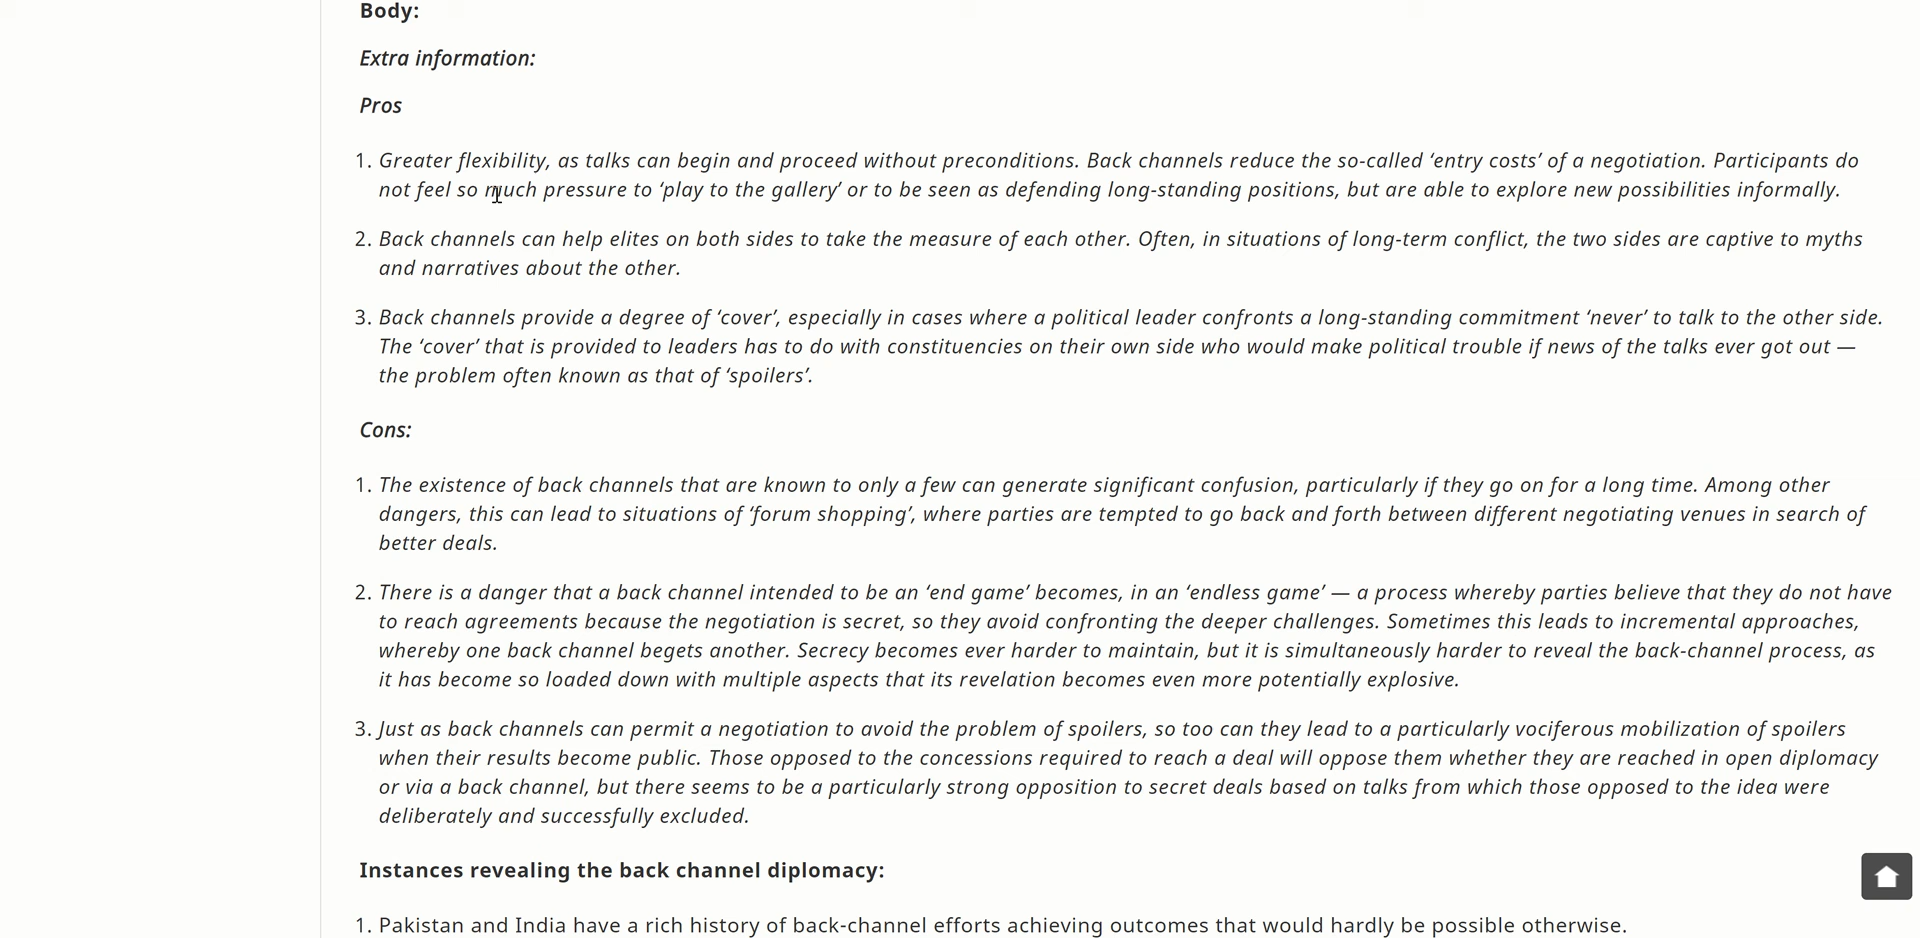 Body:
Extra information:
Pros
1. Greater flexibility, as talks can begin and proceed without preconditions. Back channels reduce the so-called ‘entry costs’ of a negotiation. Participants do
not feel so much pressure to ‘play to the gallery’ or to be seen as defending long-standing positions, but are able to explore new possibilities informally.
2. Back channels can help elites on both sides to take the measure of each other. Often, in situations of long-term conflict, the two sides are captive to myths
and narratives about the other.
3. Back channels provide a degree of ‘cover’, especially in cases where a political leader confronts a long-standing commitment ‘never’ to talk to the other side.
The ‘cover’ that is provided to leaders has to do with constituencies on their own side who would make political trouble if news of the talks ever got out —
the problem often known as that of ‘spoilers’.
Cons:
1. The existence of back channels that are known to only a few can generate significant confusion, particularly if they go on for a long time. Among other
dangers, this can lead to situations of ‘forum shopping’, where parties are tempted to go back and forth between different negotiating venues in search of
better deals.
2. There is a danger that a back channel intended to be an ‘end game’ becomes, in an ‘endless game’ — a process whereby parties believe that they do not have
to reach agreements because the negotiation is secret, so they avoid confronting the deeper challenges. Sometimes this leads to incremental approaches,
whereby one back channel begets another. Secrecy becomes ever harder to maintain, but it is simultaneously harder to reveal the back-channel process, as
it has become so loaded down with multiple aspects that its revelation becomes even more potentially explosive.
3. Just as back channels can permit a negotiation to avoid the problem of spoilers, so too can they lead to a particularly vociferous mobilization of spoilers
when their results become public. Those opposed to the concessions required to reach a deal will oppose them whether they are reached in open diplomacy
or via a back channel, but there seems to be a particularly strong opposition to secret deals based on talks from which those opposed to the idea were
deliberately and successfully excluded.
Instances revealing the back channel diplomacy:
1. Pakistan and India have a rich history of back-channel efforts achieving outcomes that would hardly be possible otherwise.